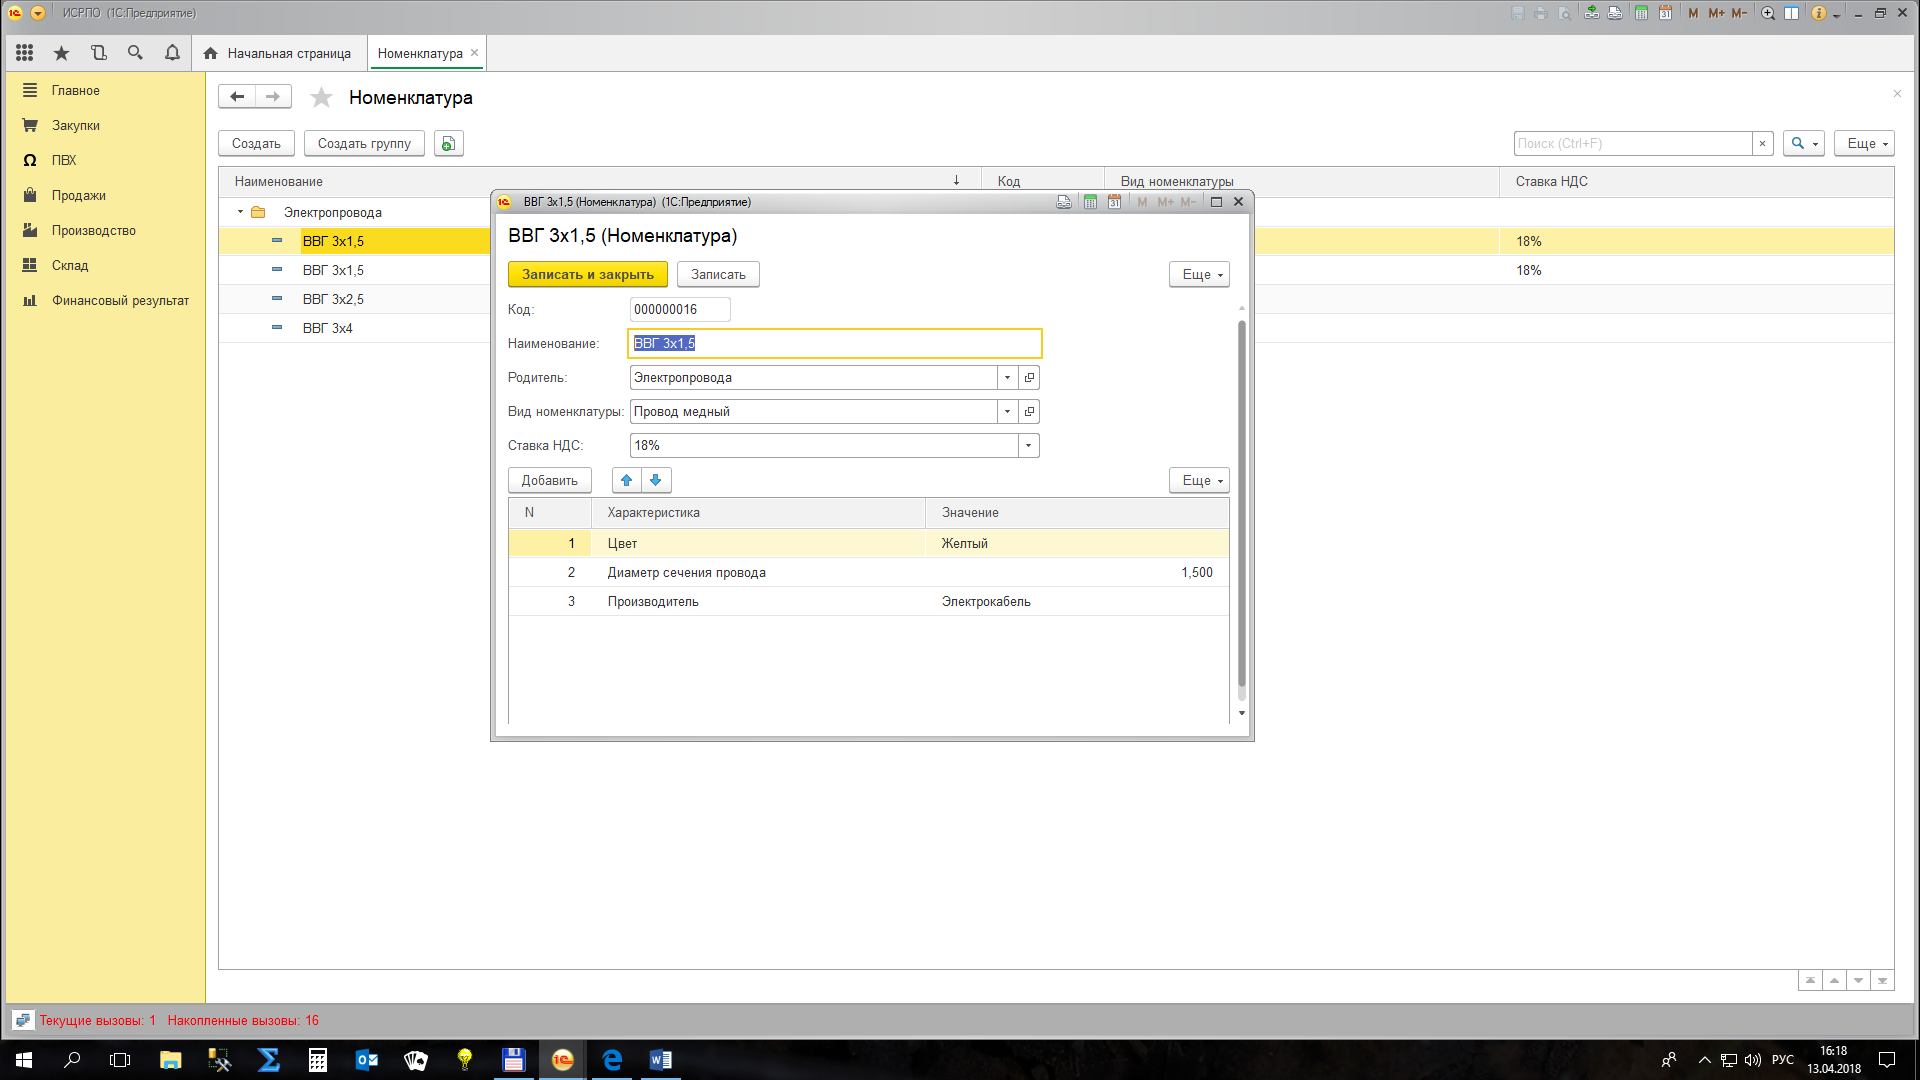 ИСРПО (1С:Предприятие)
M M+ M-
Начальная страница
Номенклатура
Главное
Закупки
ПВХ
Продажи
Производство
Склад
Финансовый результат
Номенклатура
Создать
Создать группу
Поиск (Ctrl+F)
Еще
Наименование
Код
Вид номенклатуры
Ставка НДС
Электропровода
ВВГ 3х1,5
18%
ВВГ 3х1,5
18%
ВВГ 3х2,5
ВВГ 3х4
ВВГ 3х1,5 (Номенклатура) (1С:Предприятие)
M M+ M-
ВВГ 3х1,5 (Номенклатура)
Записать и закрыть
Записать
Еще
Код: 000000016
Наименование: ВВГ 3х1,5
Родитель: Электропровода
Вид номенклатуры: Провод медный
Ставка НДС: 18%
Добавить
Еще
N Характеристика Значение
1 Цвет Желтый
2 Диаметр сечения провода 1,500
3 Производитель Электрокабель
Текущие вызовы: 1 Накопленные вызовы: 16
РУС
16:18
13.04.2018